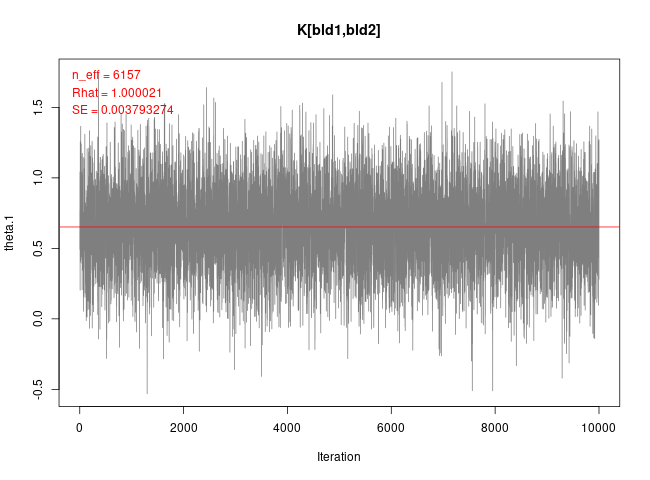 K[bld1,bld2]
n_eff = 6157
Rhat = 1.000021
SE = 0.003793274
1.5
1.0
0.5
0.0
-0.5
theta.1
0 2000 4000 6000 8000 10000
Iteration